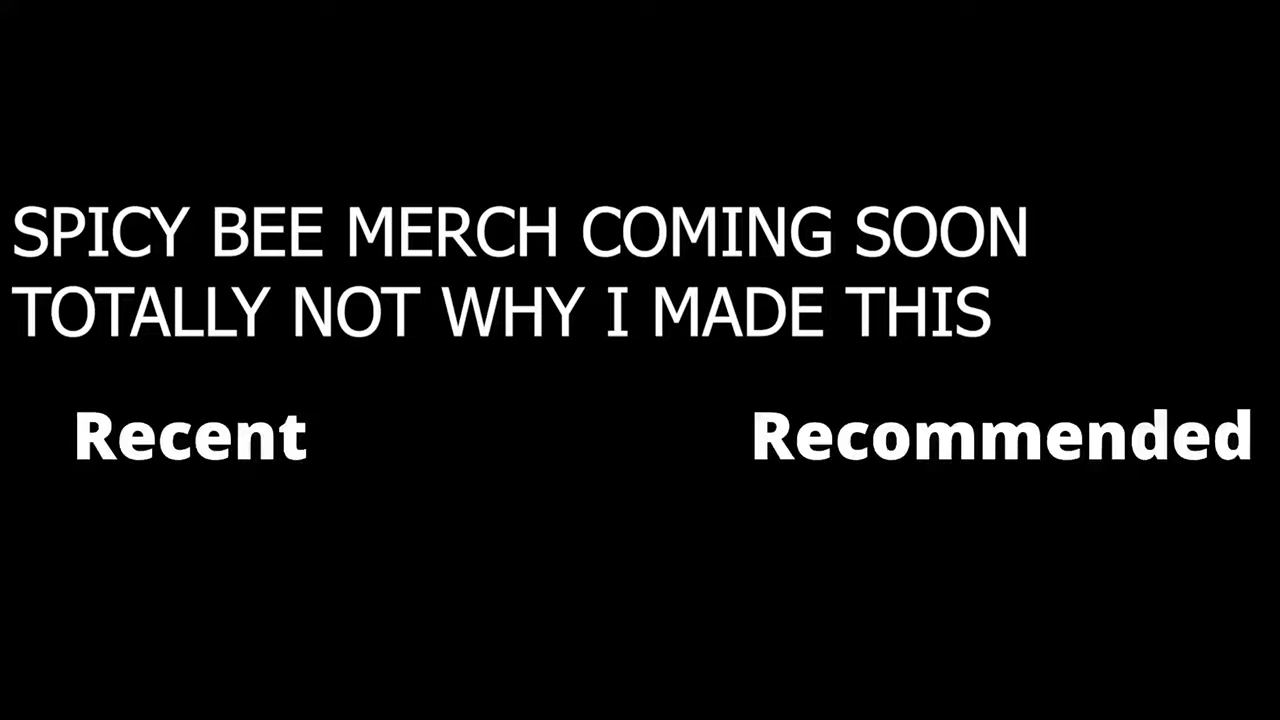 SPICY BEE MERCH COMING SOON
TOTALLY NOT WHY I MADE THIS
Recent Recommended